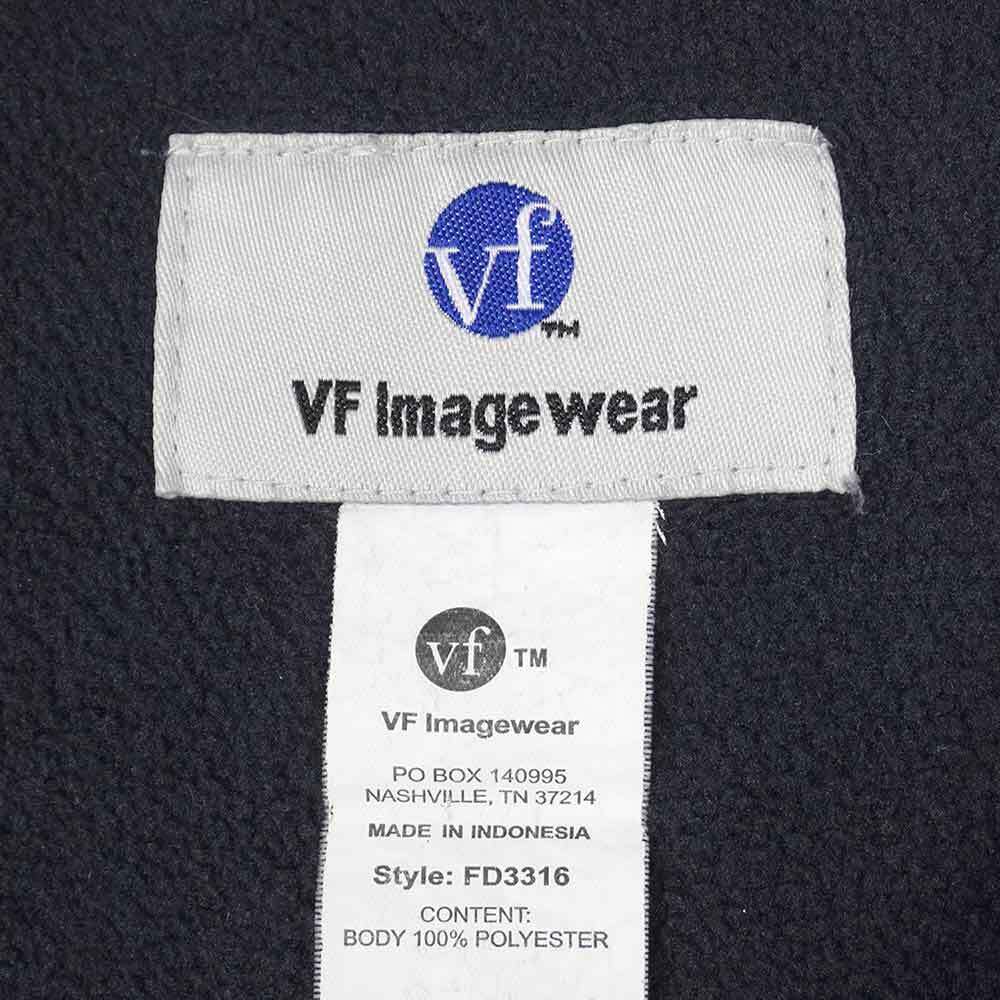 vf TM
VF Imagewear
vf TM
VF Imagewear
PO BOX 140995
NASHVILLE, TN 37214
MADE IN INDONESIA
Style: FD3316
CONTENT:
BODY 100% POLYESTER